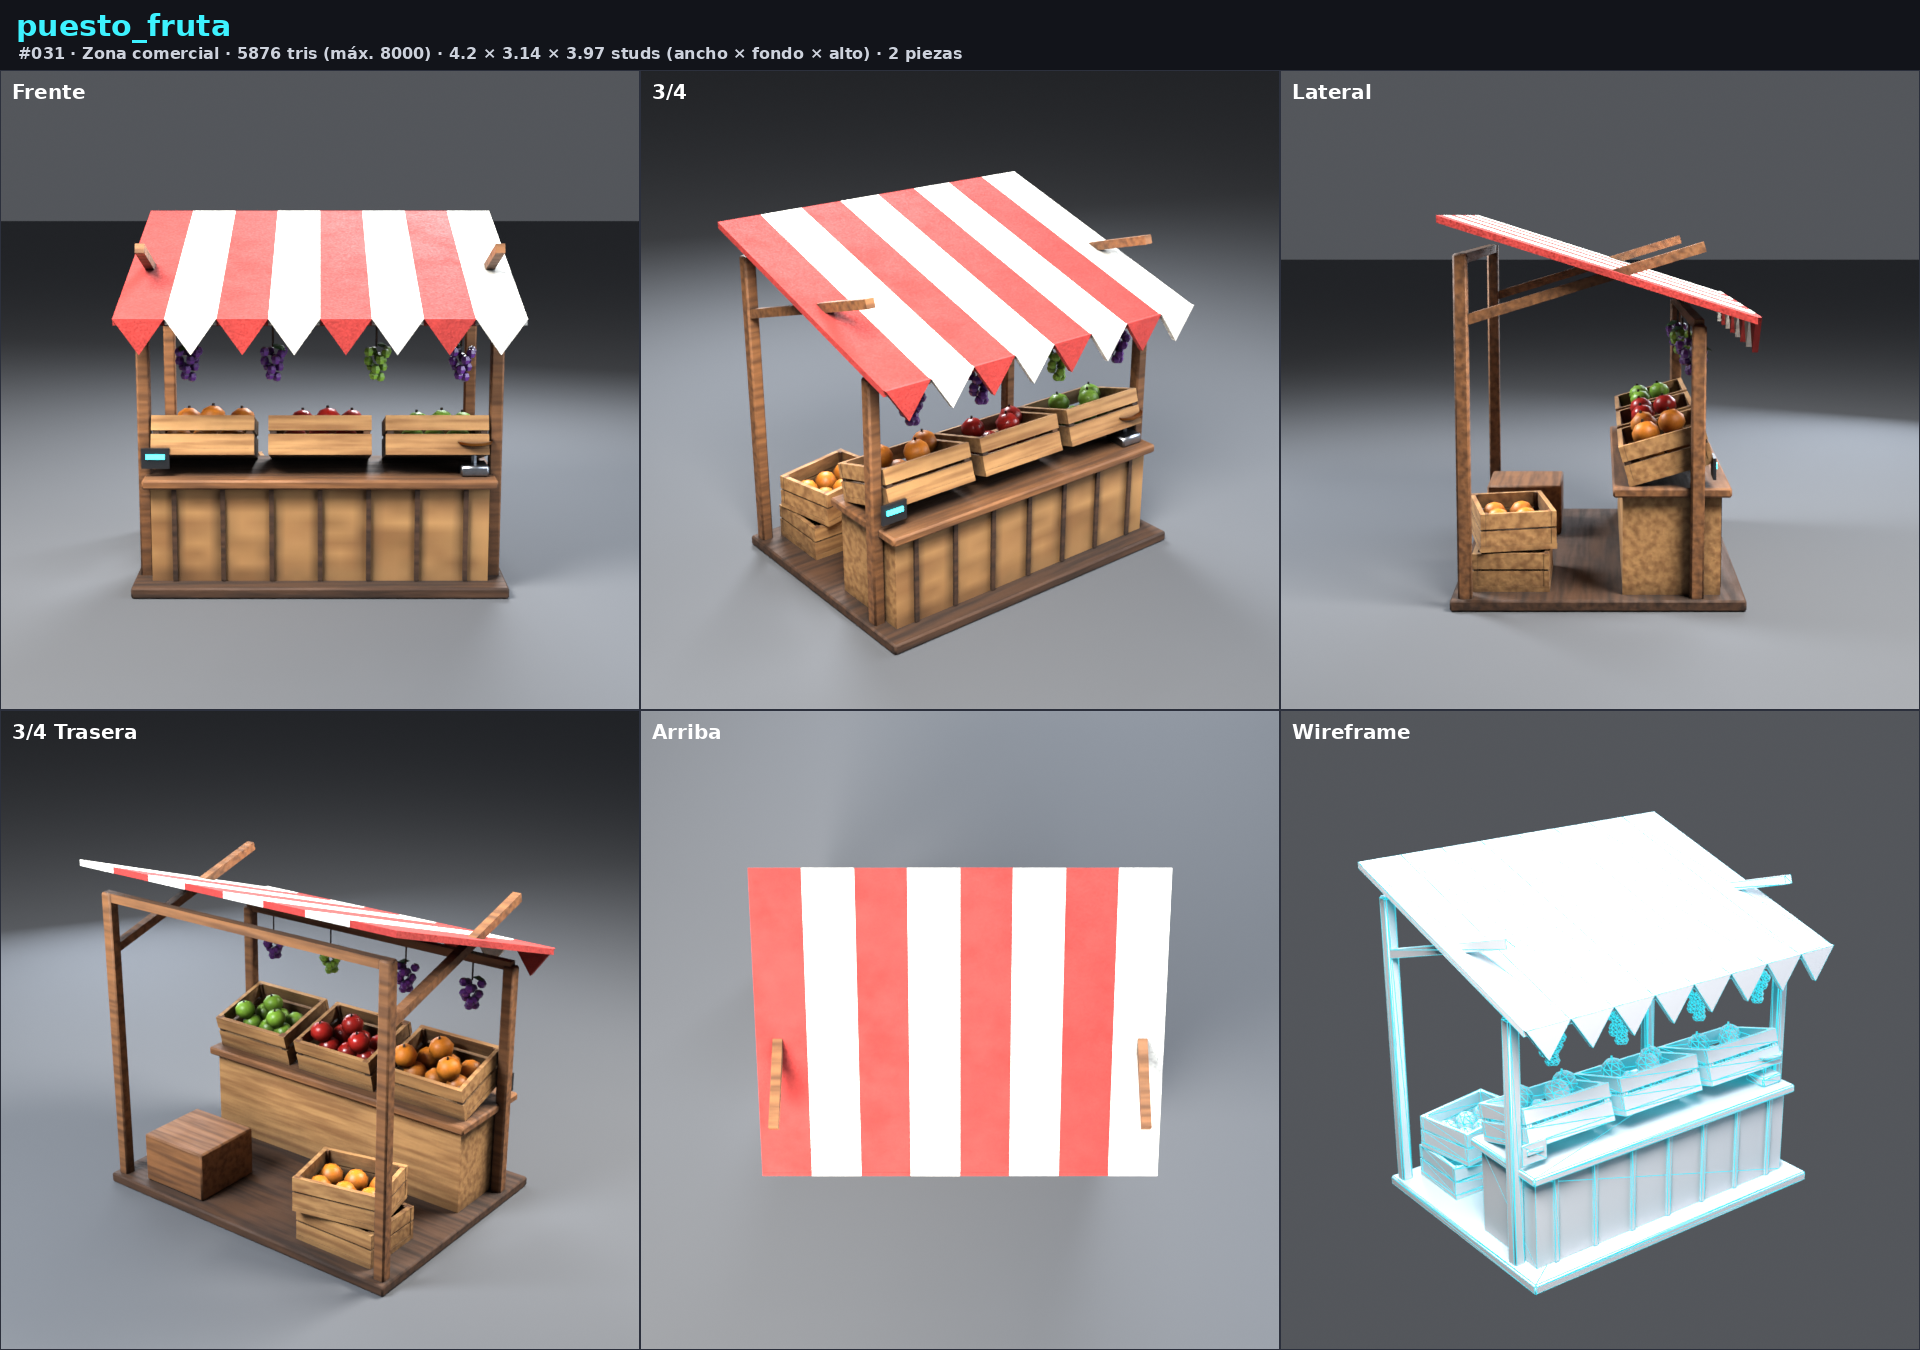 puesto_fruta
#031 · Zona comercial · 5876 tris (máx. 8000) · 4.2 × 3.14 × 3.97 studs (ancho × fondo × alto) · 2 piezas
Frente
3/4
Lateral
3/4 Trasera
Arriba
Wireframe